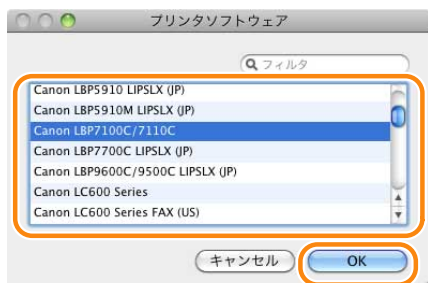 プリンタソフトウェア
フィルタ
Canon LBP5910 LIPSLX (JP)
Canon LBP5910M LIPSLX (JP)
Canon LBP7100C/7110C
Canon LBP7700C LIPSLX (JP)
Canon LBP9600C/9500C LIPSLX (JP)
Canon LC600 Series
Canon LC600 Series FAX (US)
キャンセル OK